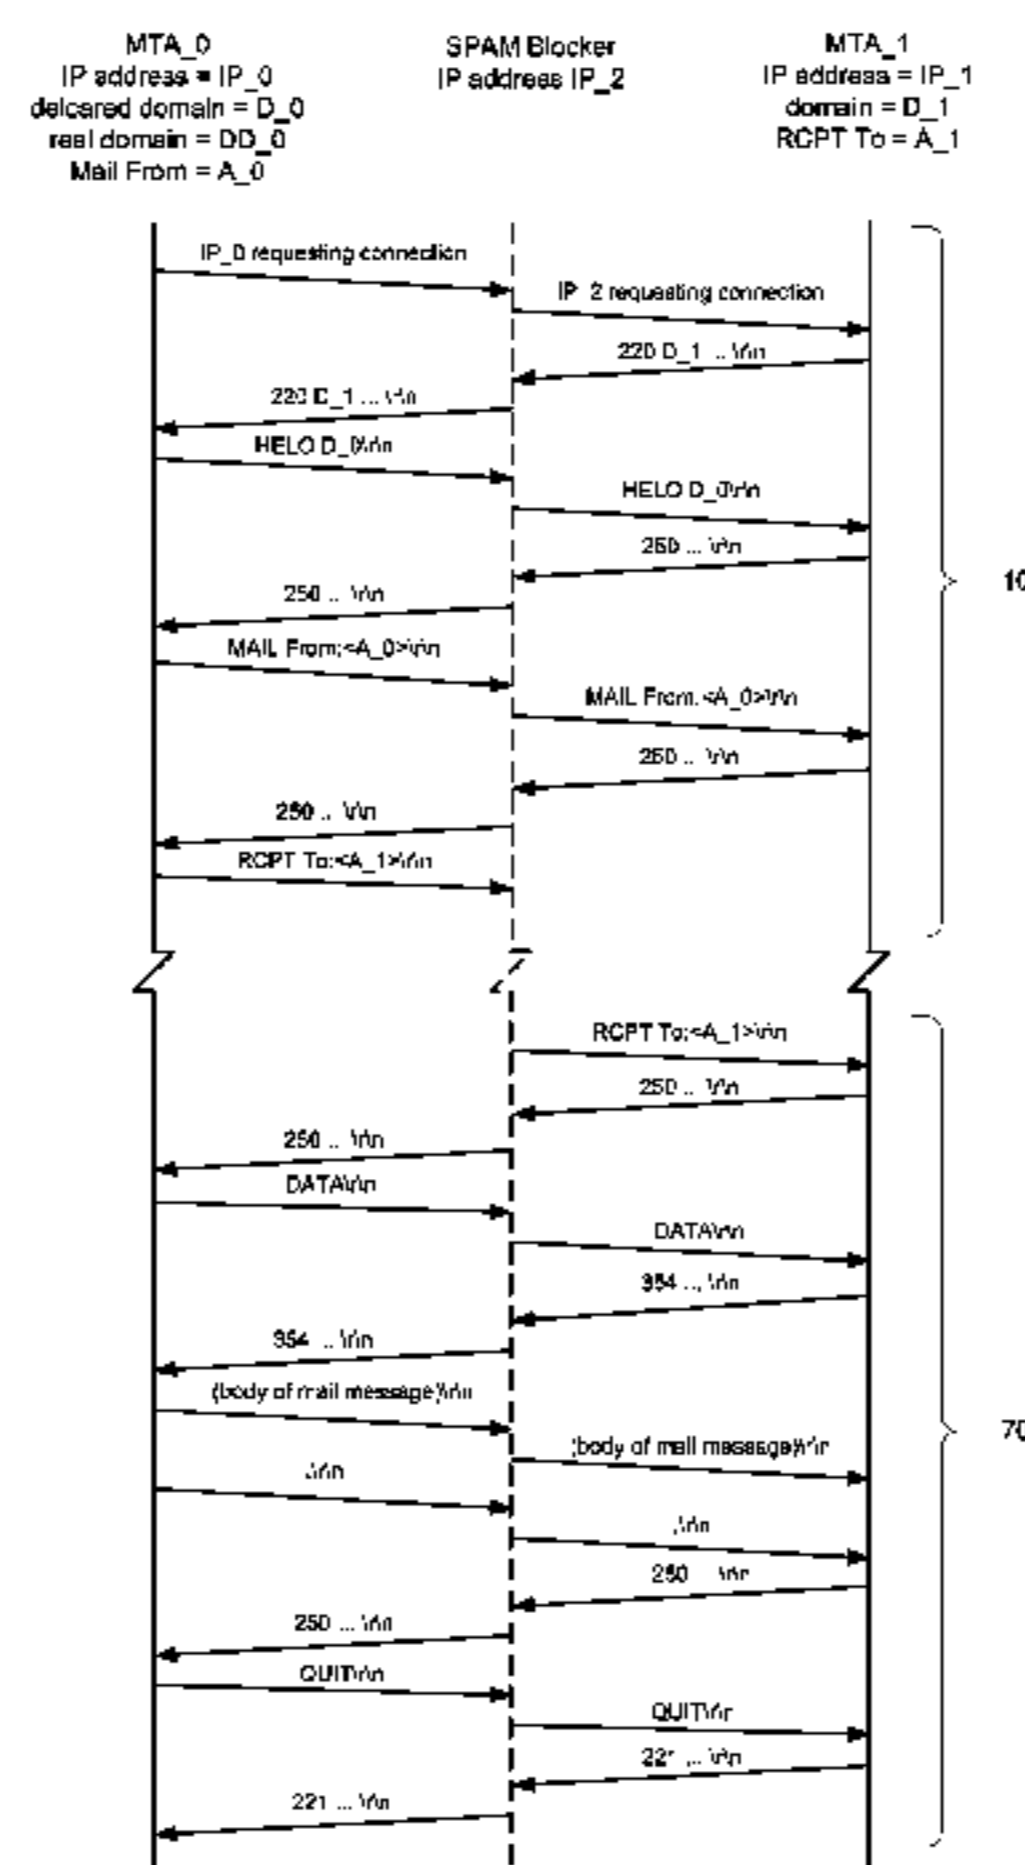 MTA_0
IP address = IP_0
delcared domain = D_0
real domain = DD_0
Mail From = A_0
SPAM Blocker
IP address IP_2
MTA_1
IP address = IP_1
domain = D_1
RCPT To = A_1
IP_0 requesting connection
IP_2 requesting connection
220 D_1 ... \r\n
220 D_1 ... \r\n
HELO D_0\r\n
HELO D_0\r\n
250 ... \r\n
250 ... \r\n
10
MAIL From:<A_0>\r\n
MAIL From:<A_0>\r\n
250 ... \r\n
250 ... \r\n
RCPT To:<A_1>\r\n
RCPT To:<A_1>\r\n
250 ... \r\n
250 ... \r\n
DATA\r\n
DATA\r\n
354 ... \r\n
354 ... \r\n
(body of mail message)\r\n
70
(body of mail message)\r\n
.\r\n
.\r\n
250 ... \r\n
250 ... \r\n
QUIT\r\n
QUIT\r\n
221 ... \r\n
221 ... \r\n